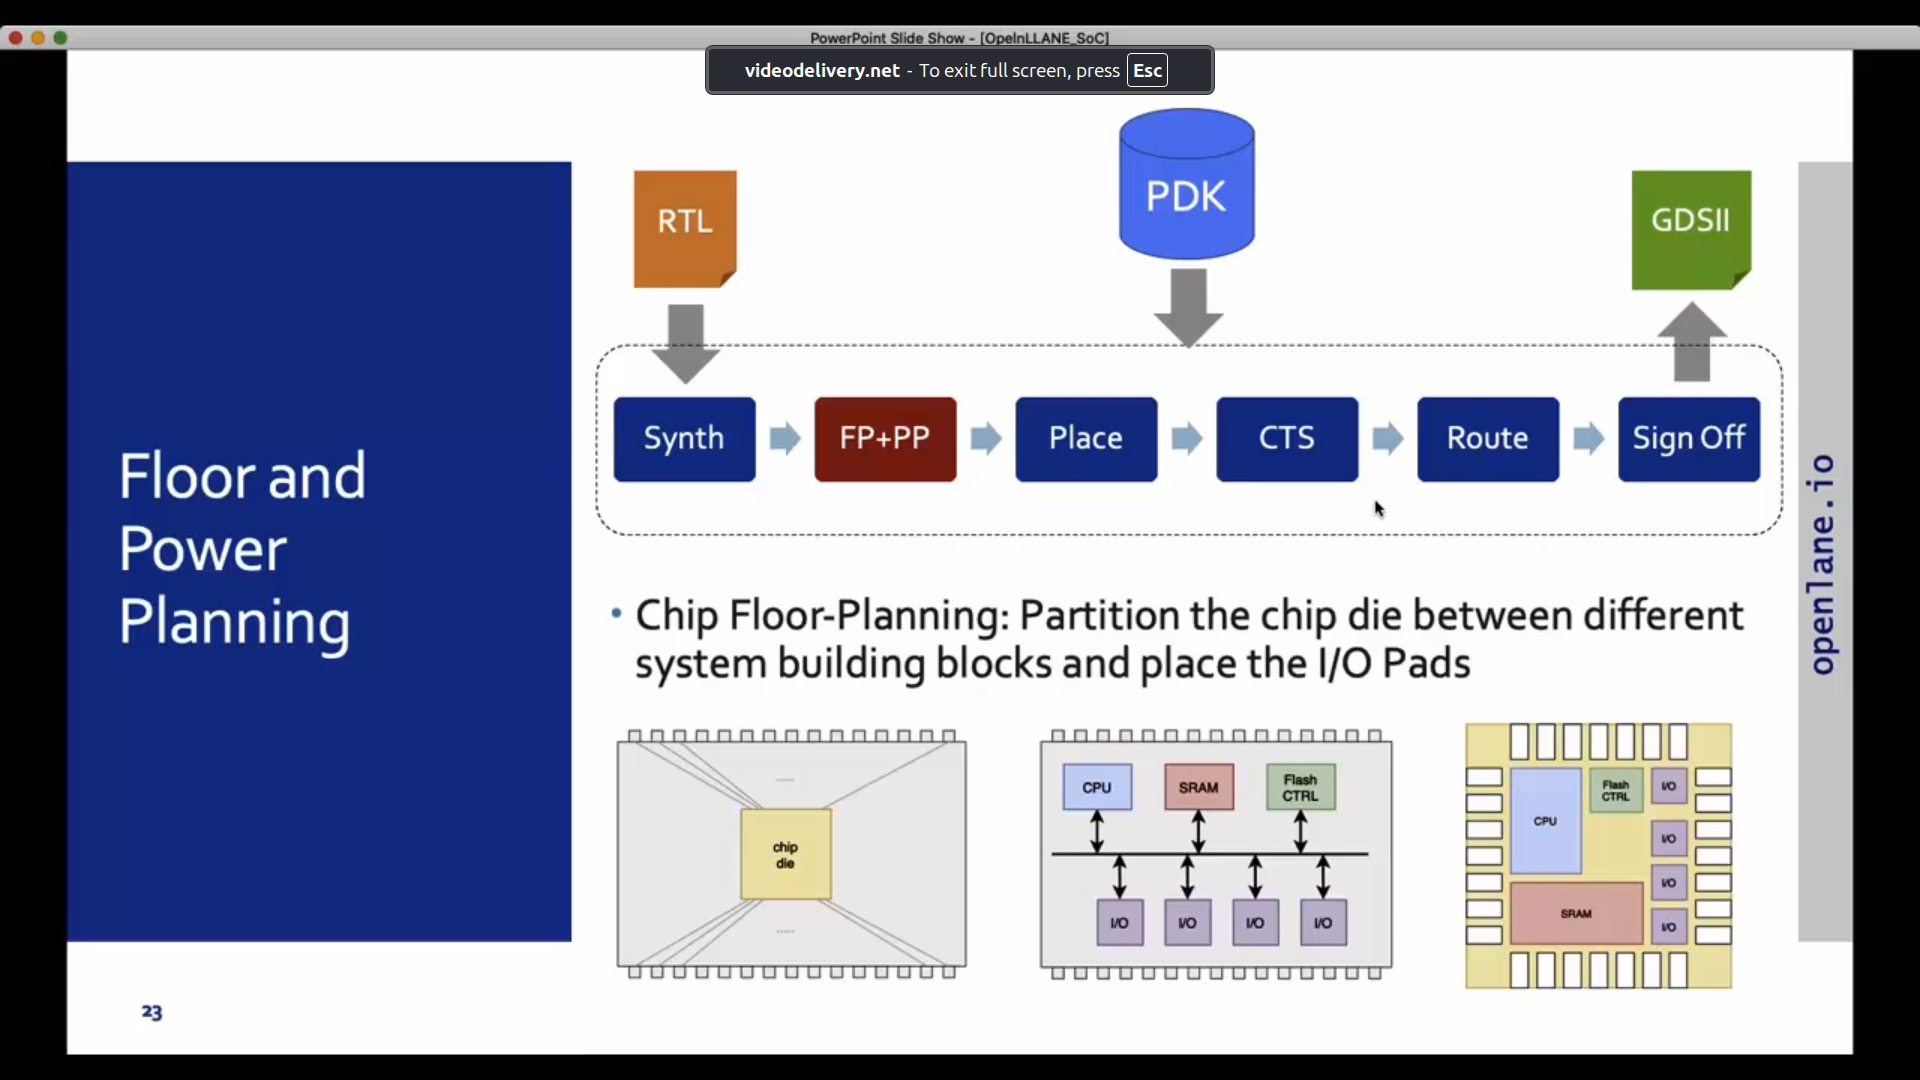 PowerPoint Slide Show - [OpeInLLANE_SoC]
videodelivery.net - To exit full screen, press Esc
PDK
RTL
GDSII
Synth
FP+PP
Place
CTS
Route
Sign Off
Floor and
Power
Planning
openlane.io
• Chip Floor-Planning: Partition the chip die between different
system building blocks and place the I/O Pads
.....
chip
die
.....
CPU
SRAM
Flash
CTRL
I/O
I/O
I/O
I/O
CPU
Flash
CTRL
I/O
I/O
I/O
I/O
SRAM
23